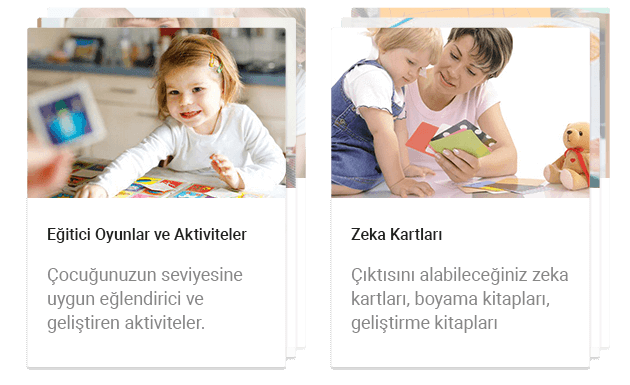 Eğitici Oyunlar ve Aktiviteler
Çocuğunuzun seviyesine
uygun eğlendirici ve
geliştiren aktiviteler.
Zeka Kartları
Çıktısını alabileceğiniz zeka
kartları, boyama kitapları,
geliştirme kitapları